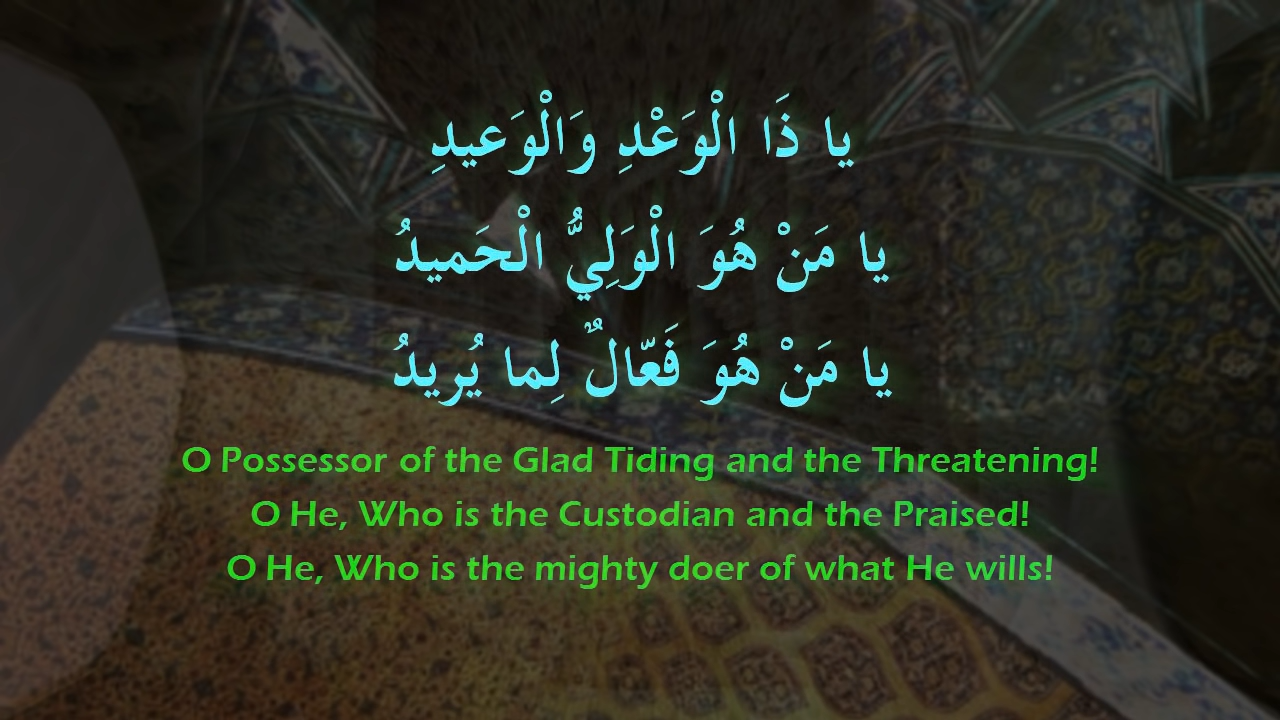 يا ذَا الْوَعْدِ وَالْوَعيدِ
يا مَنْ هُوَ الْوَلِيُّ الْحَميدُ
يا مَنْ هُوَ فَعّالٌ لِما يُريدُ
O Possessor of the Glad Tiding and the Threatening!
O He, Who is the Custodian and the Praised!
O He, Who is the mighty doer of what He wills!